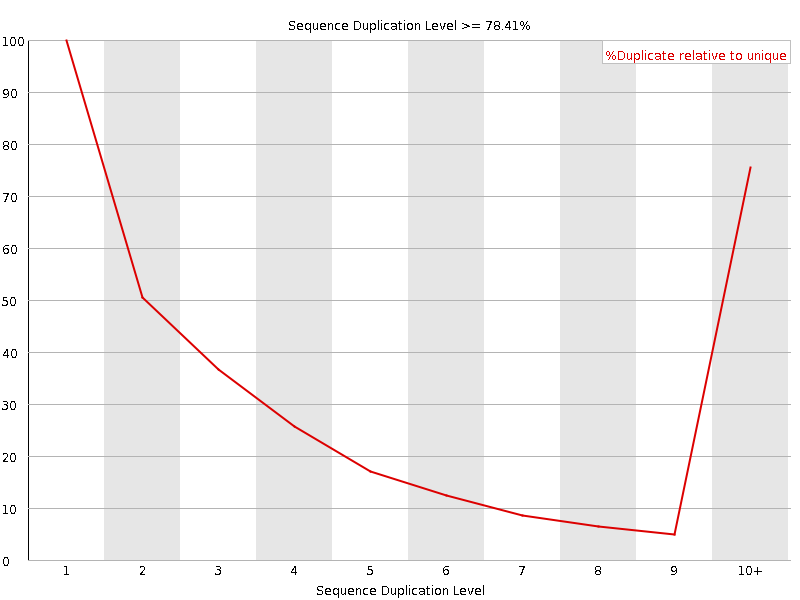 Sequence Duplication Level >= 78.41%
%Duplicate relative to unique
100
90
80
70
60
50
40
30
20
10
0
1 2 3 4 5 6 7 8 9 10+
Sequence Duplication Level